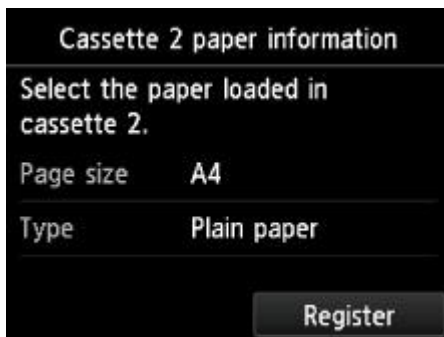 Cassette 2 paper information
Select the paper loaded in
cassette 2.
Page size A4
Type Plain paper
Register